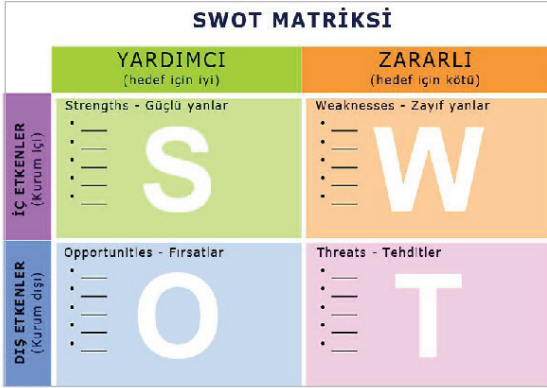 SWOT MATRİKSİ
YARDIMCI
(hedef için iyi)
ZARARLI
(hedef için kötü)
İÇ ETKENLER
(Kurum içi)
Strengths - Güçlü yanlar
S
Weaknesses - Zayıf yanlar
W
DIŞ ETKENLER
(Kurum dışı)
Opportunities - Fırsatlar
O
Threats - Tehditler
T